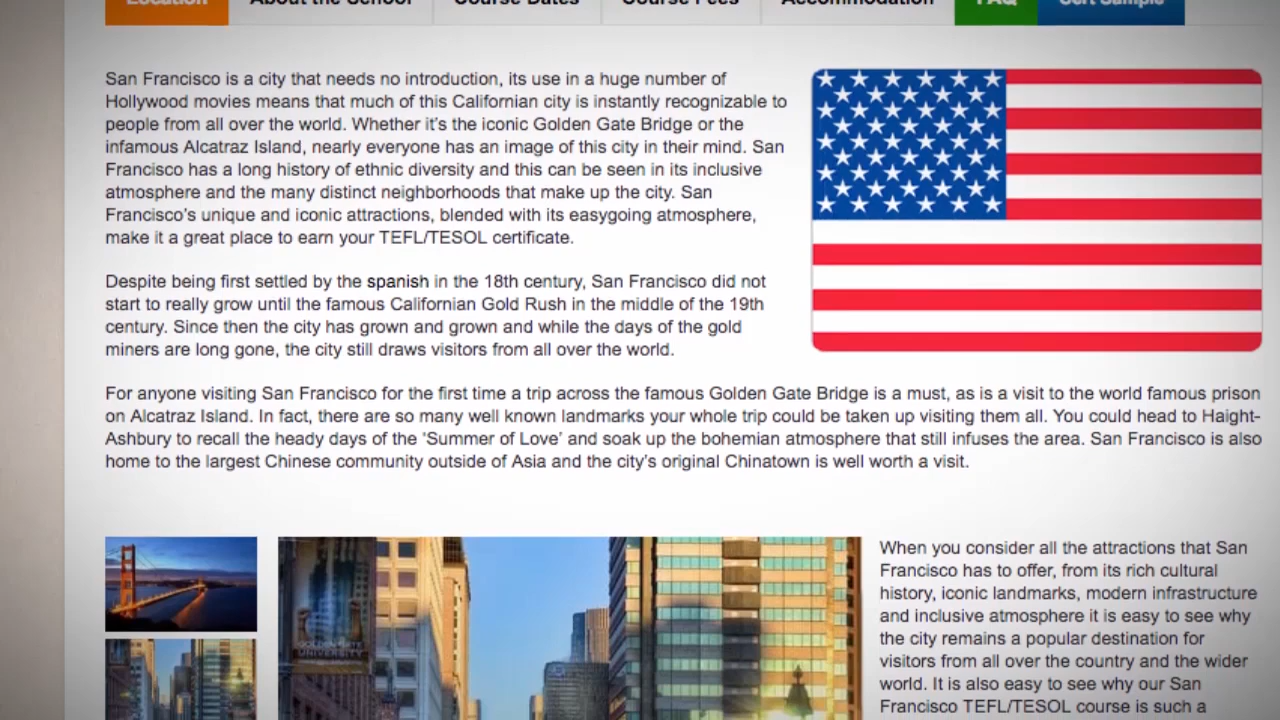 Location
About the School
Course Dates
Course Fees
Accommodation
FAQ
Cert Sample
San Francisco is a city that needs no introduction, its use in a huge number of
Hollywood movies means that much of this Californian city is instantly recognizable to
people from all over the world. Whether it's the iconic Golden Gate Bridge or the
infamous Alcatraz Island, nearly everyone has an image of this city in their mind. San
Francisco has a long history of ethnic diversity and this can be seen in its inclusive
atmosphere and the many distinct neighborhoods that make up the city. San
Francisco's unique and iconic attractions, blended with its easygoing atmosphere,
make it a great place to earn your TEFL/TESOL certificate.
Despite being first settled by the spanish in the 18th century, San Francisco did not
start to really grow until the famous Californian Gold Rush in the middle of the 19th
century. Since then the city has grown and grown and while the days of the gold
miners are long gone, the city still draws visitors from all over the world.
For anyone visiting San Francisco for the first time a trip across the famous Golden Gate Bridge is a must, as is a visit to the world famous prison
on Alcatraz Island. In fact, there are so many well known landmarks your whole trip could be taken up visiting them all. You could head to Haight-
Ashbury to recall the heady days of the ‘Summer of Love’ and soak up the bohemian atmosphere that still infuses the area. San Francisco is also
home to the largest Chinese community outside of Asia and the city's original Chinatown is well worth a visit.
GOLDEN GATE
UNIVERSITY
When you consider all the attractions that San
Francisco has to offer, from its rich cultural
history, iconic landmarks, modern infrastructure
and inclusive atmosphere it is easy to see why
the city remains a popular destination for
visitors from all over the country and the wider
world. It is also easy to see why our San
Francisco TEFL/TESOL course is such a